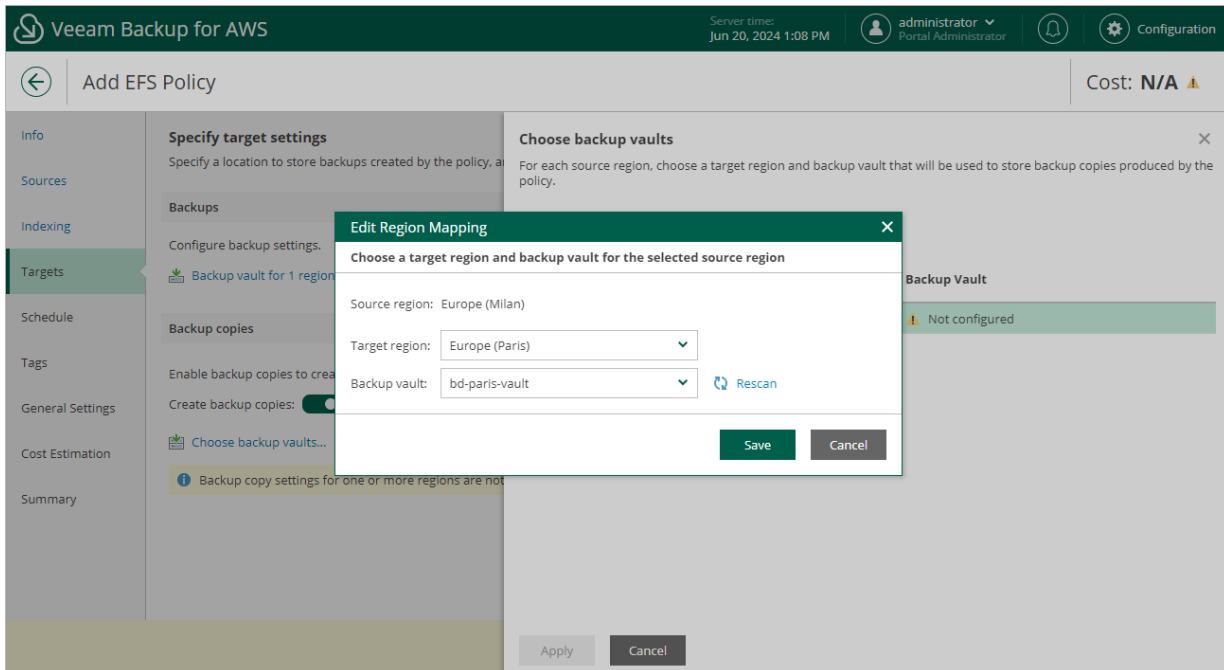 Veeam Backup for AWS
Server time:
Jun 20, 2024 1:08 PM
administrator
Portal Administrator
Configuration
Add EFS Policy
Cost: N/A
Info
Sources
Indexing
Targets
Schedule
Tags
General Settings
Cost Estimation
Summary
Specify target settings
Specify a location to store backups created by the policy, a
Backups
Configure backup settings.
Backup vault for 1 region
Backup copies
Enable backup copies to crea
Create backup copies:
Choose backup vaults...
Backup copy settings for one or more regions are not
Choose backup vaults
For each source region, choose a target region and backup vault that will be used to store backup copies produced by the
policy.
Backup Vault
Not configured
Edit Region Mapping
Choose a target region and backup vault for the selected source region
Source region: Europe (Milan)
Target region: Europe (Paris)
Backup vault: bd-paris-vault
Rescan
Save
Cancel
Apply
Cancel